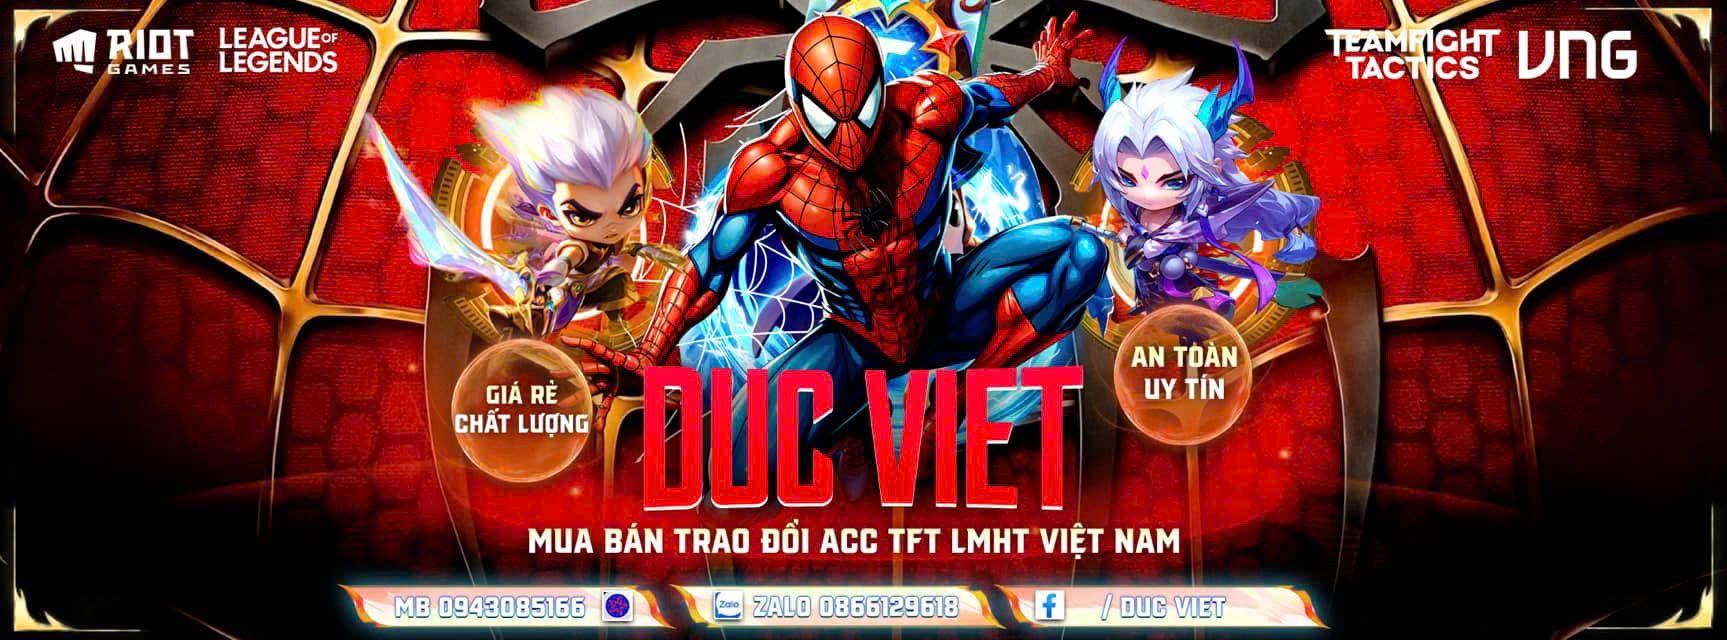 RIOT
GAMES
LEAGUE OF
LEGENDS
TEAMFIGHT
TACTICS
VNG
GIÁ RẺ
CHẤT LƯỢNG
AN TOÀN
UY TÍN
DUC VIET
MUA BÁN TRAO ĐỔI ACC TFT LMHT VIỆT NAM
MB 0943085166
Zalo ZALO 0866129618
f / DUC VIET